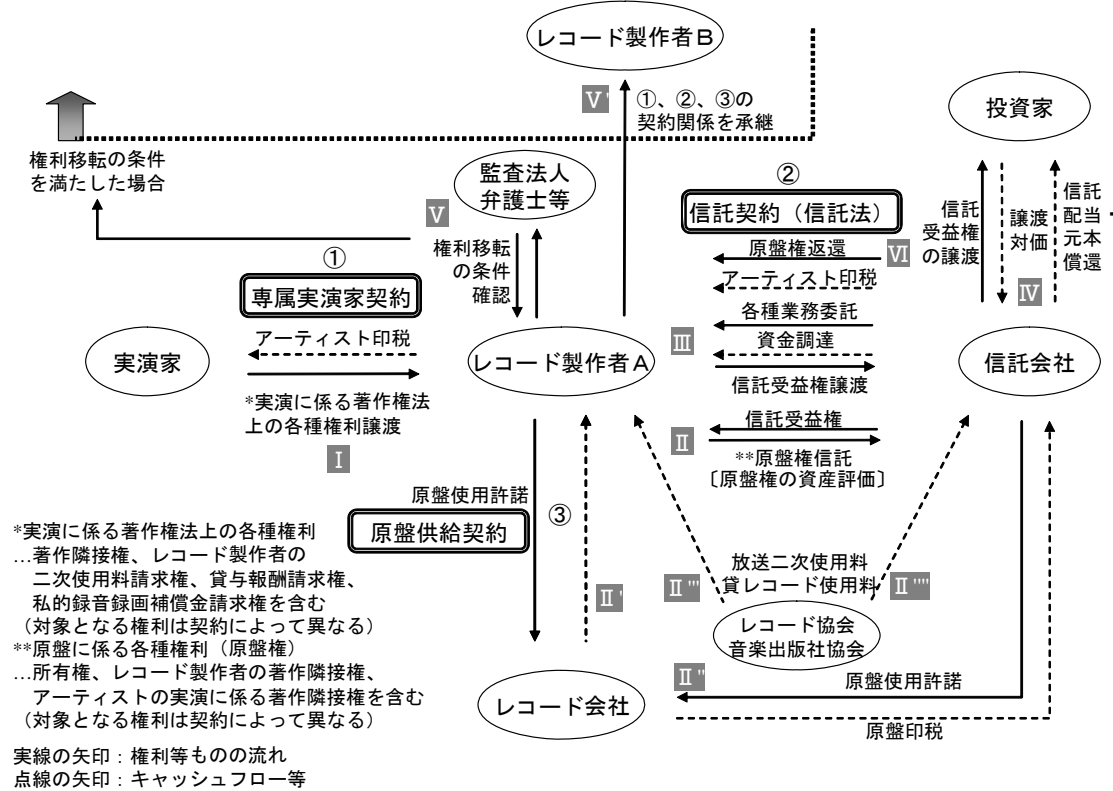 レコード製作者B
Ⅴ'
①、②、③の
契約関係を承継
投資家
権利移転の条件
を満たした場合
監査法人
弁護士等
Ⅴ
権利移転
の条件
確認
②
信託契約（信託法）
信託
受益権
の譲渡
譲渡
対価
信託
配当・
元本
償還
Ⅳ
①
専属実演家契約
アーティスト印税
実演家
*実演に係る著作権法
上の各種権利譲渡
Ⅰ
レコード製作者A
原盤権返還
Ⅵ
アーティスト印税
各種業務委託
Ⅲ
資金調達
信託受益権譲渡
信託会社
信託受益権
Ⅱ
**原盤権信託
〔原盤権の資産評価〕
原盤使用許諾
③
原盤供給契約
Ⅱ'
Ⅱ'''
放送二次使用料
貸レコード使用料
Ⅱ''''
レコード協会
音楽出版社協会
Ⅱ''
原盤使用許諾
レコード会社
原盤印税
*実演に係る著作権法上の各種権利
…著作隣接権、レコード製作者の
二次使用料請求権、貸与報酬請求権、
私的録音録画補償金請求権を含む
（対象となる権利は契約によって異なる）
**原盤に係る各種権利（原盤権）
…所有権、レコード製作者の著作隣接権、
アーティストの実演に係る著作隣接権を含む
（対象となる権利は契約によって異なる）
実線の矢印：権利等ものの流れ
点線の矢印：キャッシュフロー等